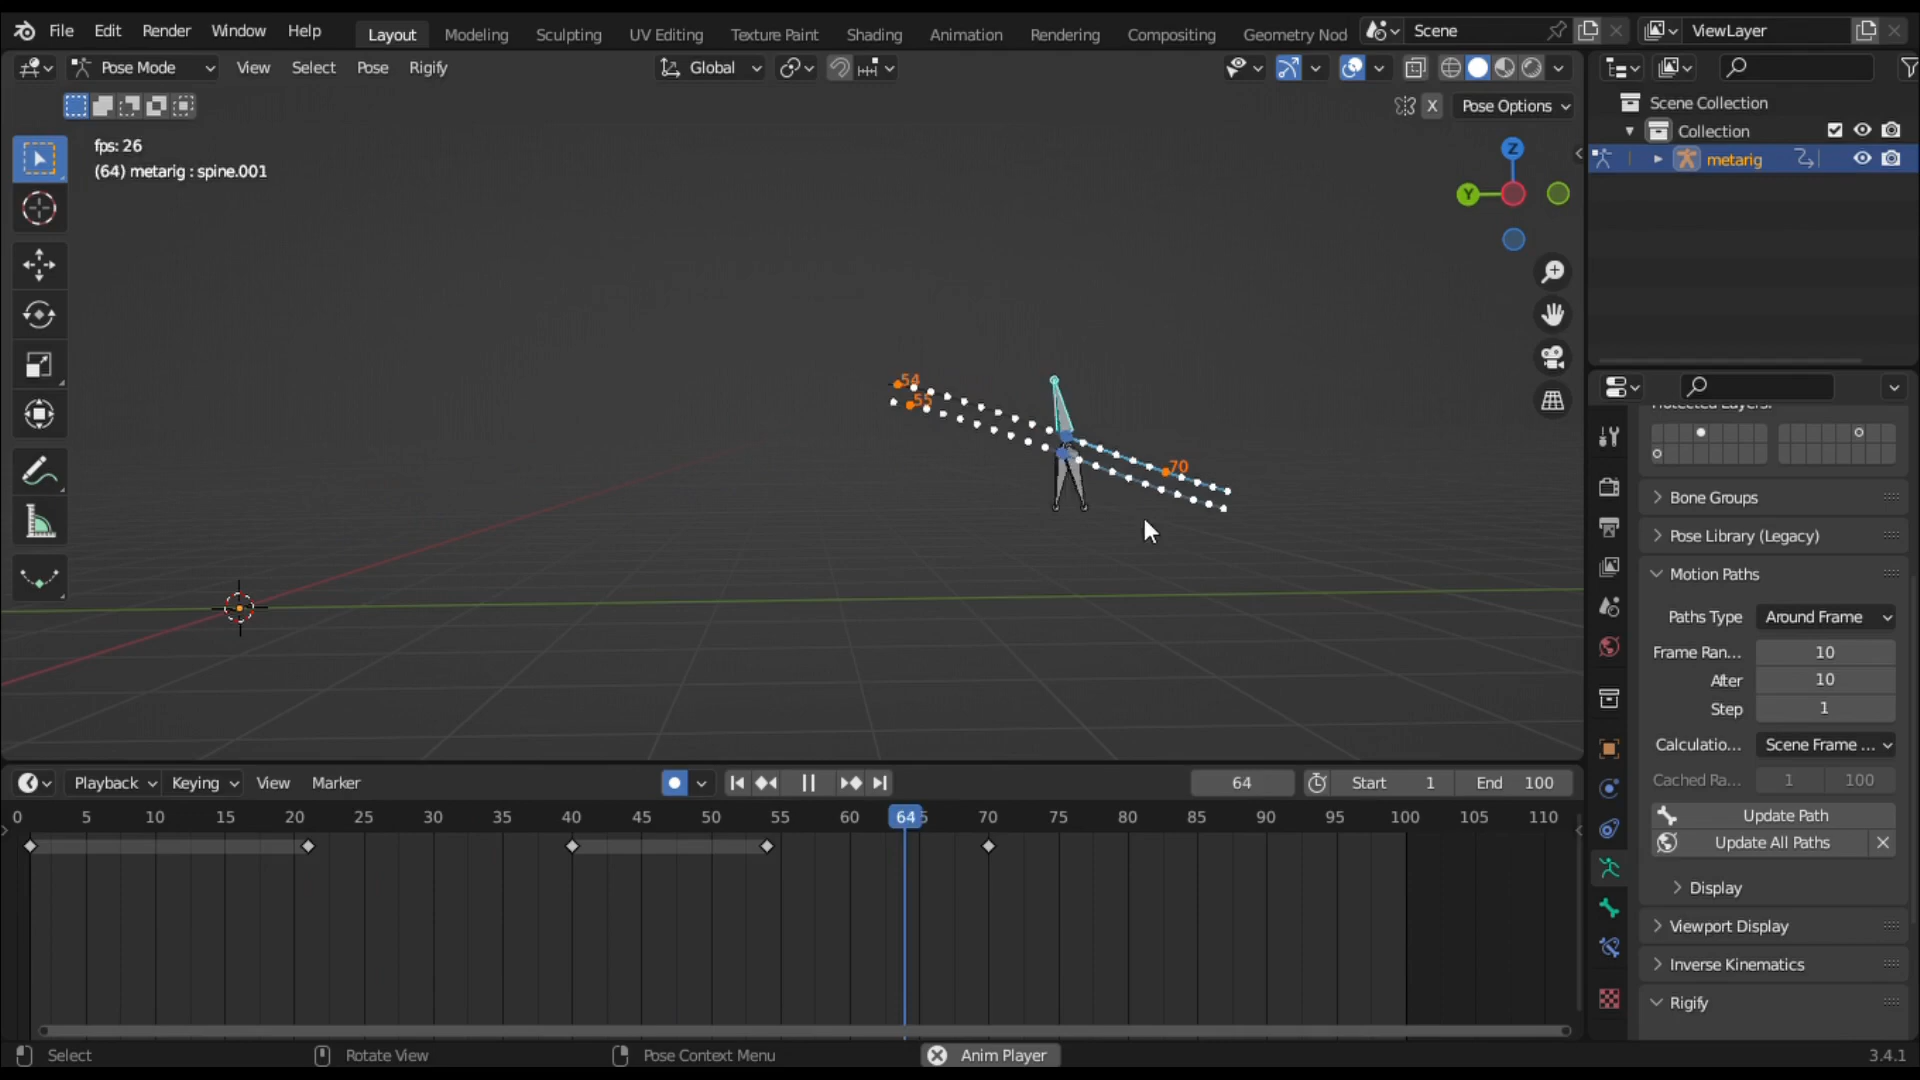 File Edit Render Window Help Layout Modeling Sculpting UV Editing Texture Paint Shading Animation Rendering Compositing Geometry Nod Scene ViewLayer
Pose Mode View Select Pose Rigify Global
X Pose Options
Scene Collection
Collection
metarig
fps: 26
(64) metarig : spine.001
Z
Y
54
55
70
Bone Groups
Pose Library (Legacy)
Motion Paths
Paths Type Around Frame
Frame Ran... 10
After 10
Step 1
Calculatio... Scene Frame ...
Cached Ra... 1 100
Update Path
Update All Paths
Display
Viewport Display
Inverse Kinematics
Rigify
Playback Keying View Marker 64 Start 1 End 100
0 5 10 15 20 25 30 35 40 45 50 55 60 64 5 70 75 80 85 90 95 100 105 110
Select Rotate View Pose Context Menu Anim Player 3.4.1